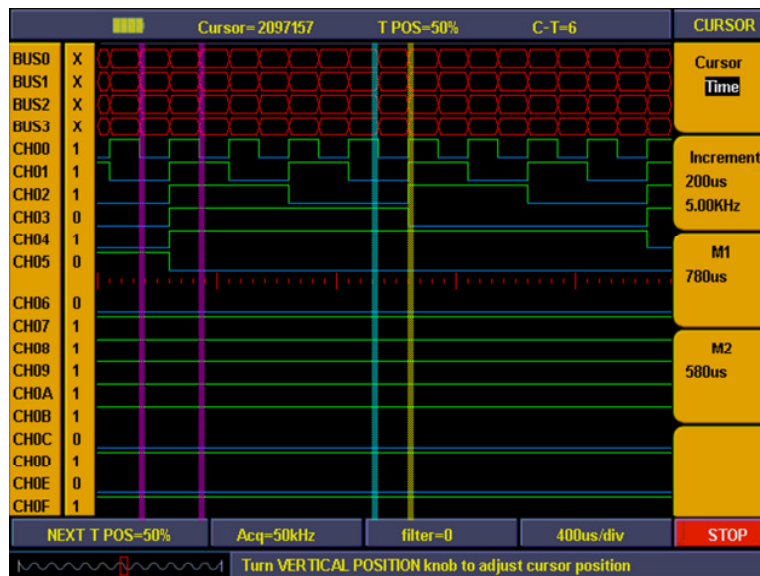 Cursor=2097157 T POS=50% C-T=6 CURSOR
BUS0 X
BUS1 X
BUS2 X
BUS3 X
CH00 1
CH01 1
CH02 1
CH03 0
CH04 1
CH05 0
CH06 0
CH07 1
CH08 1
CH09 1
CH0A 1
CH0B 1
CH0C 0
CH0D 1
CH0E 0
CH0F 1
Cursor
Time
Increment
200us
5.00KHz
M1
780us
M2
580us
NEXT T POS=50% Acq=50kHz filter=0 400us/div STOP
Turn VERTICAL POSITION knob to adjust cursor position